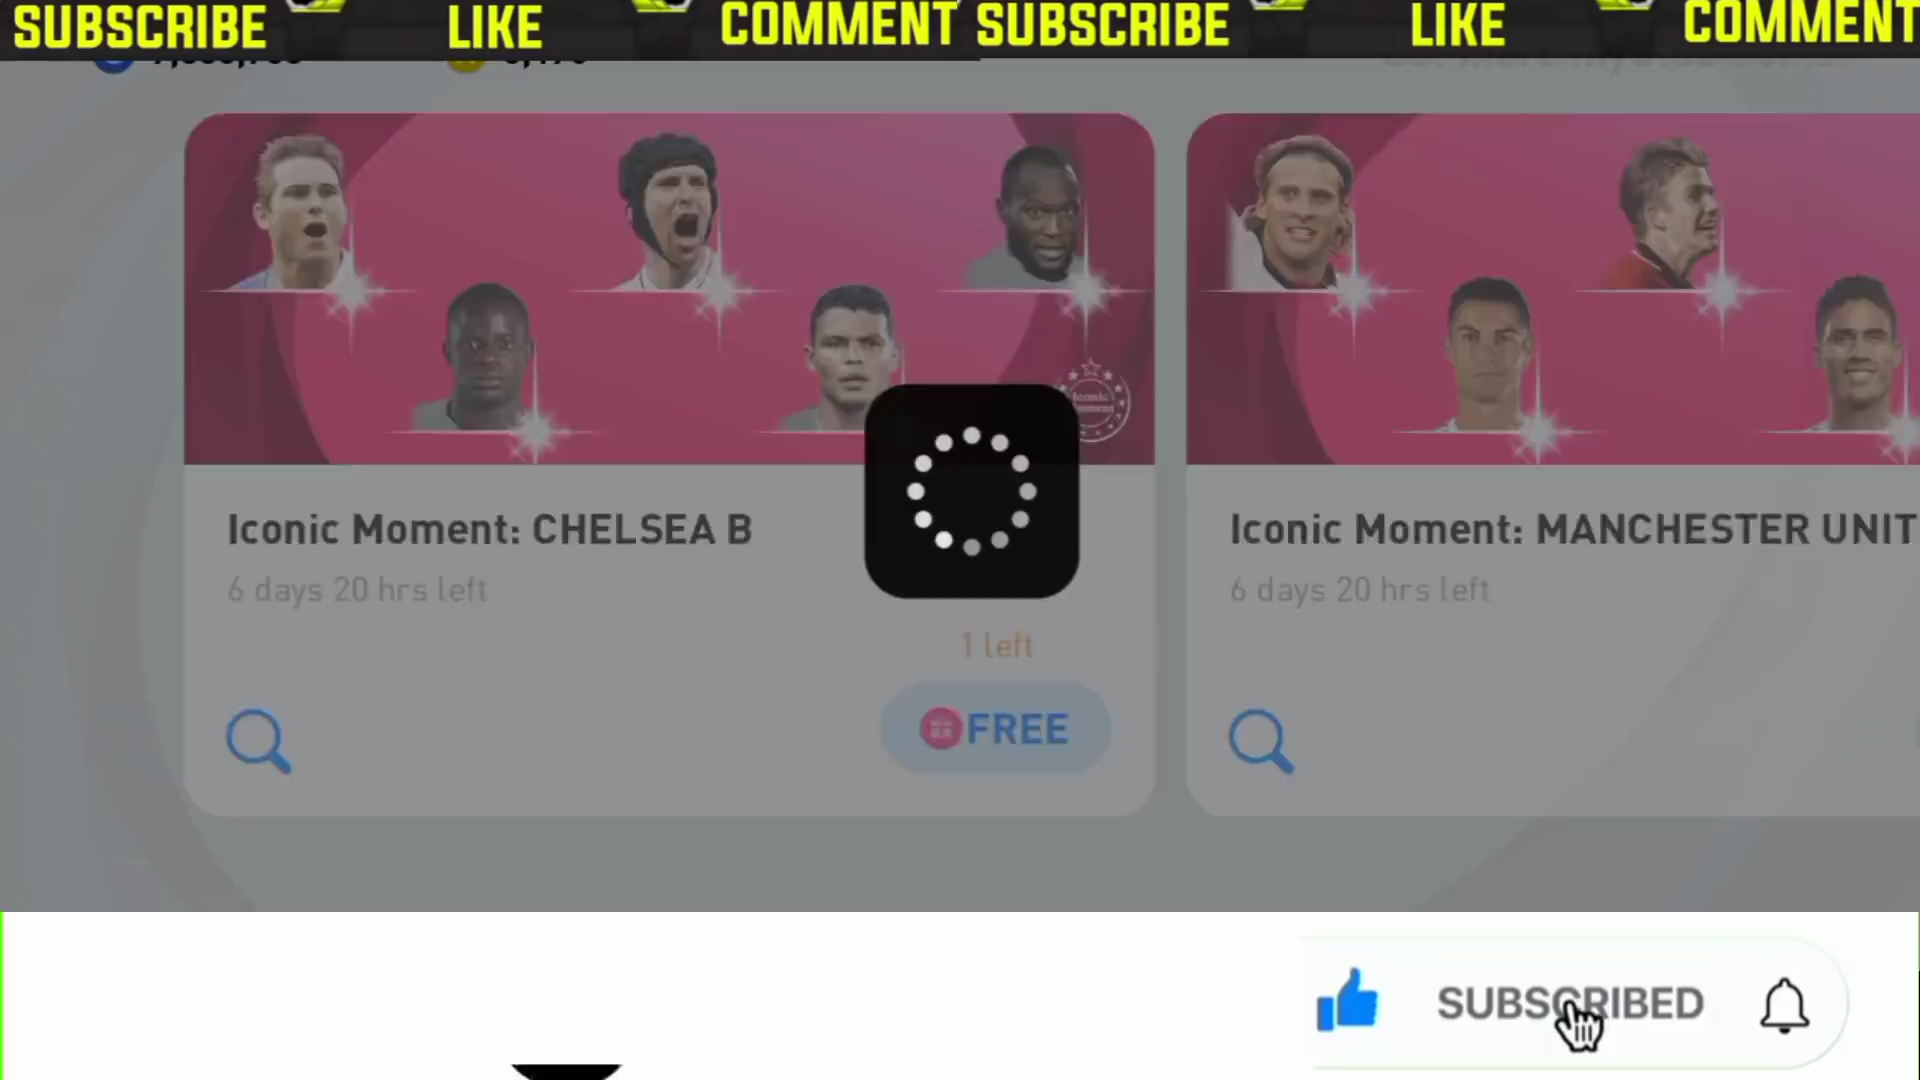 SUBSCRIBE LIKE COMMENT SUBSCRIBE LIKE COMMENT
Iconic Moment: CHELSEA B
6 days 20 hrs left
1 left
FREE
Iconic Moment: MANCHESTER UNIT
6 days 20 hrs left
SUBSCRIBED